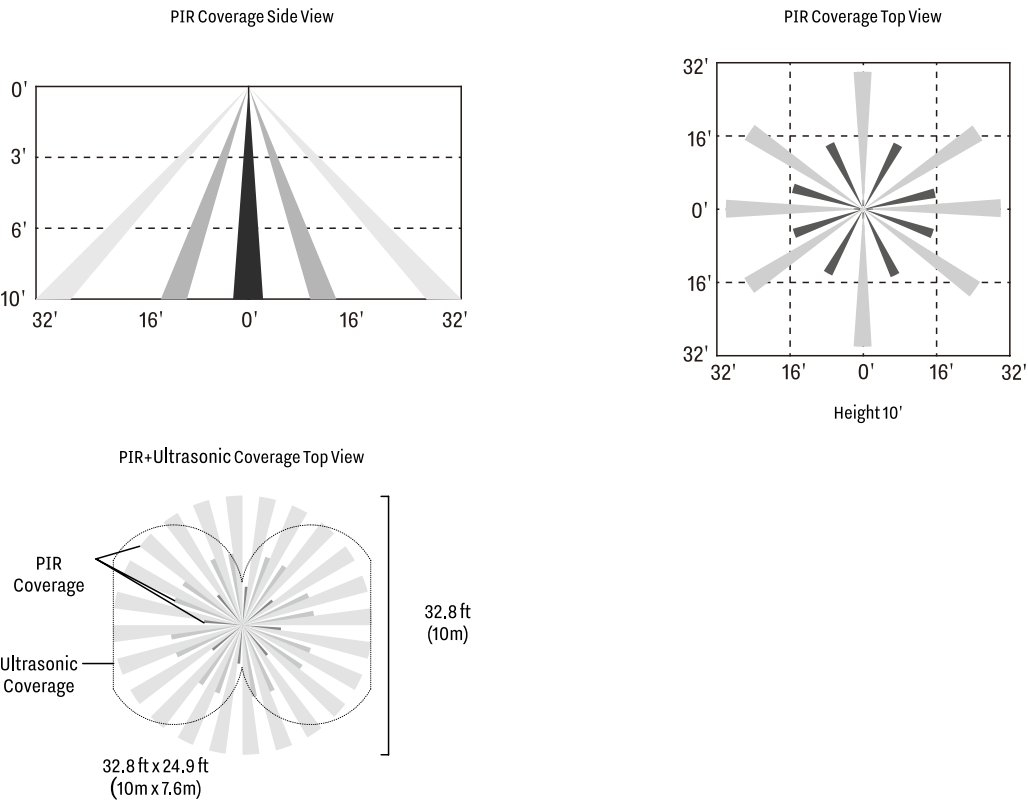 PIR Coverage Side View
0'
3'
6'
10'
32' 16' 0' 16' 32'
PIR Coverage Top View
32'
16'
0'
16'
32'
32' 16' 0' 16' 32'
Height 10'
PIR+Ultrasonic Coverage Top View
PIR
Coverage
Ultrasonic
Coverage
32.8 ft
(10m)
32.8 ft x 24.9 ft
(10m x 7.6m)